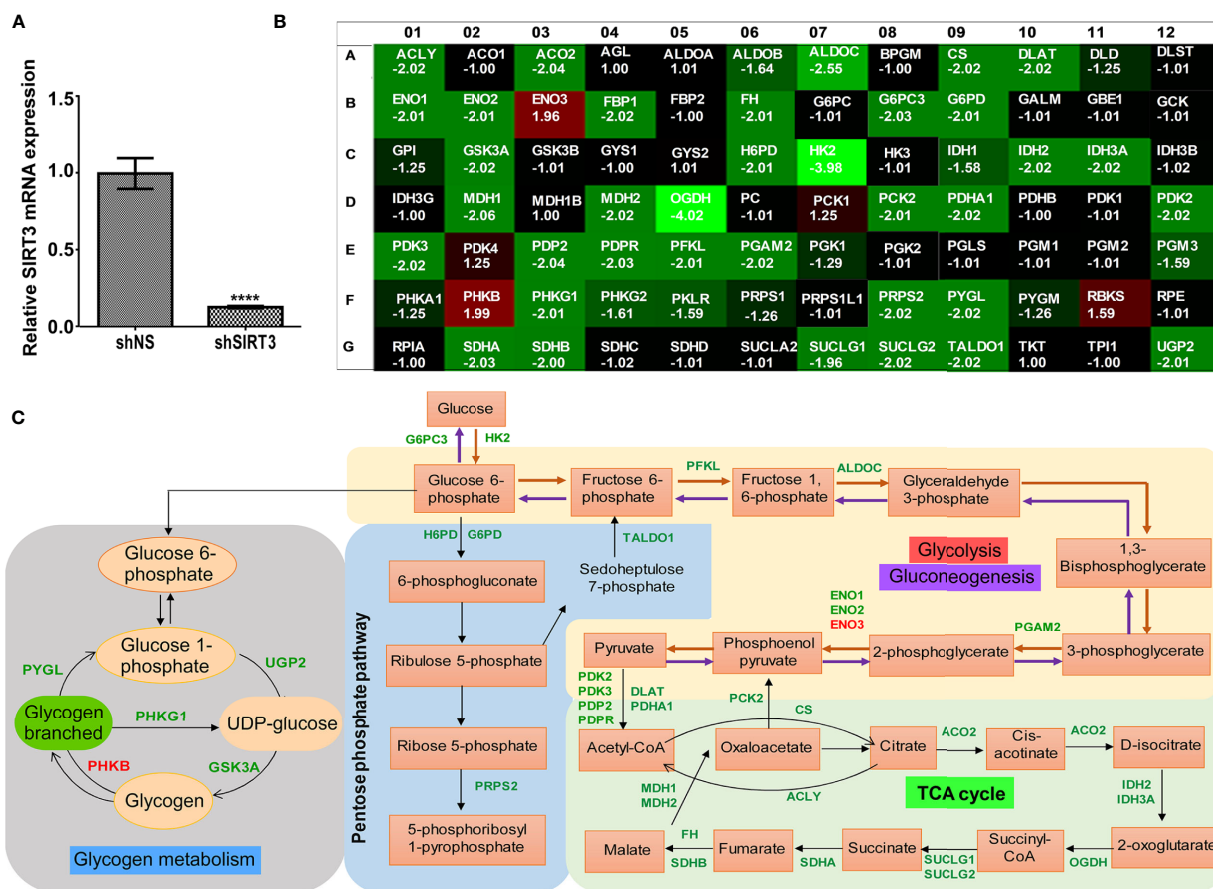 A
B
Relative SIRT3 mRNA expression
1.5
1.0
0.5
0.0
****
shNS
shSIRT3
01 02 03 04 05 06 07 08 09 10 11 12
A ACLY ACO1 ACO2 AGL ALDOA ALDOB ALDOC BPGM CS DLAT DLD DLST
-2.02 -1.00 -2.04 1.00 1.01 -1.64 -2.55 -1.00 -2.02 -2.02 -1.25 -1.01
B ENO1 ENO2 ENO3 FBP1 FBP2 FH G6PC G6PC3 G6PD GALM GBE1 GCK
-2.01 -2.01 1.96 -2.02 -1.00 -2.01 -1.01 -2.03 -2.01 -1.01 -1.01 -1.01
C GPI GSK3A GSK3B GYS1 GYS2 H6PD HK2 HK3 IDH1 IDH2 IDH3A IDH3B
-1.25 -2.02 -1.01 -1.00 1.01 -2.01 -3.98 -1.01 -1.58 -2.02 -2.02 -1.02
D IDH3G MDH1 MDH1B MDH2 OGDH PC PCK1 PCK2 PDHA1 PDHB PDK1 PDK2
-1.00 -2.06 1.00 -2.02 -4.02 -1.01 1.25 -2.01 -2.02 -1.00 -1.01 -2.02
E PDK3 PDK4 PDP2 PDPR PFKL PGAM2 PGK1 PGK2 PGLS PGM1 PGM2 PGM3
-2.02 1.25 -2.04 -2.03 -2.01 -2.02 -1.29 -1.01 -1.01 -1.01 -1.01 -1.59
F PHKA1 PHKB PHKG1 PHKG2 PKLR PRPS1 PRPS1L1 PRPS2 PYGL PYGM RBKS RPE
-1.25 1.99 -2.01 -1.61 -1.59 -1.26 -1.01 -2.02 -2.02 -1.26 1.59 -1.01
G RPIA SDHA SDHB SDHC SDHD SUCLA2 SUCLG1 SUCLG2 TALDO1 TKT TPI1 UGP2
-1.00 -2.03 -2.00 -1.02 -1.01 -1.01 -1.96 -2.02 -2.02 1.00 -1.01 -2.01
C
Glucose
G6PC3
HK2
Glucose 6-
phosphate
Fructose 6-
phosphate
PFKL
Fructose 1,
6-phosphate
ALDOC
Glyceraldehyde
3-phosphate
1,3-
Bisphosphoglycerate
Glycolysis
Gluconeogenesis
3-phosphoglycerate
PGAM2
2-phosphoglycerate
ENO1
ENO2
ENO3
Phosphoenol
pyruvate
Pyruvate
Glucose 6-
phosphate
Glucose 1-
phosphate
PYGL
UGP2
Glycogen
branched
PHKG1
UDP-glucose
PHKB
GSK3A
Glycogen
Glycogen metabolism
Pentose phosphate pathway
H6PD
G6PD
6-phosphogluconate
TALDO1
Sedoheptulose
7-phosphate
Ribulose 5-phosphate
Ribose 5-phosphate
PRPS2
5-phosphoribosyl
1-pyrophosphate
PDK2
PDK3
PDP2
PDPR
DLAT
PDHA1
PCK2
CS
Acetyl-CoA
Oxaloacetate
Citrate
ACO2
Cis-
acotinate
ACO2
D-isocitrate
ACLY
MDH1
MDH2
TCA cycle
IDH2
IDH3A
Malate
FH
SDHB
Fumarate
SDHA
Succinate
SUCLG1
SUCLG2
Succinyl-
CoA
OGDH
2-oxoglutarate